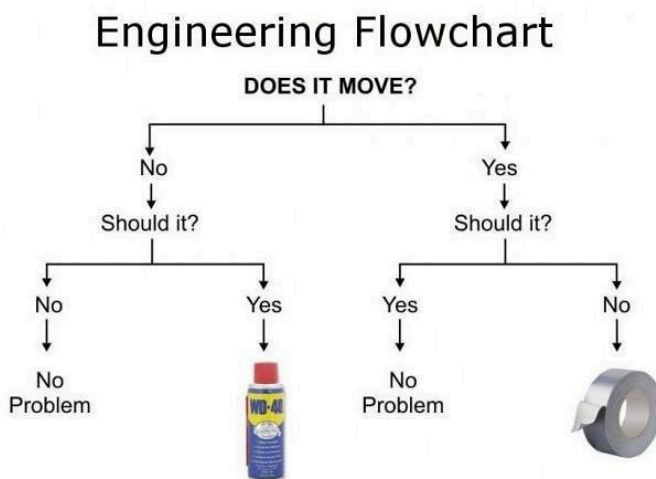 Engineering Flowchart
DOES IT MOVE?
No
Yes
Should it?
Should it?
No
Yes
Yes
No
No
Problem
WD-40
No
Problem